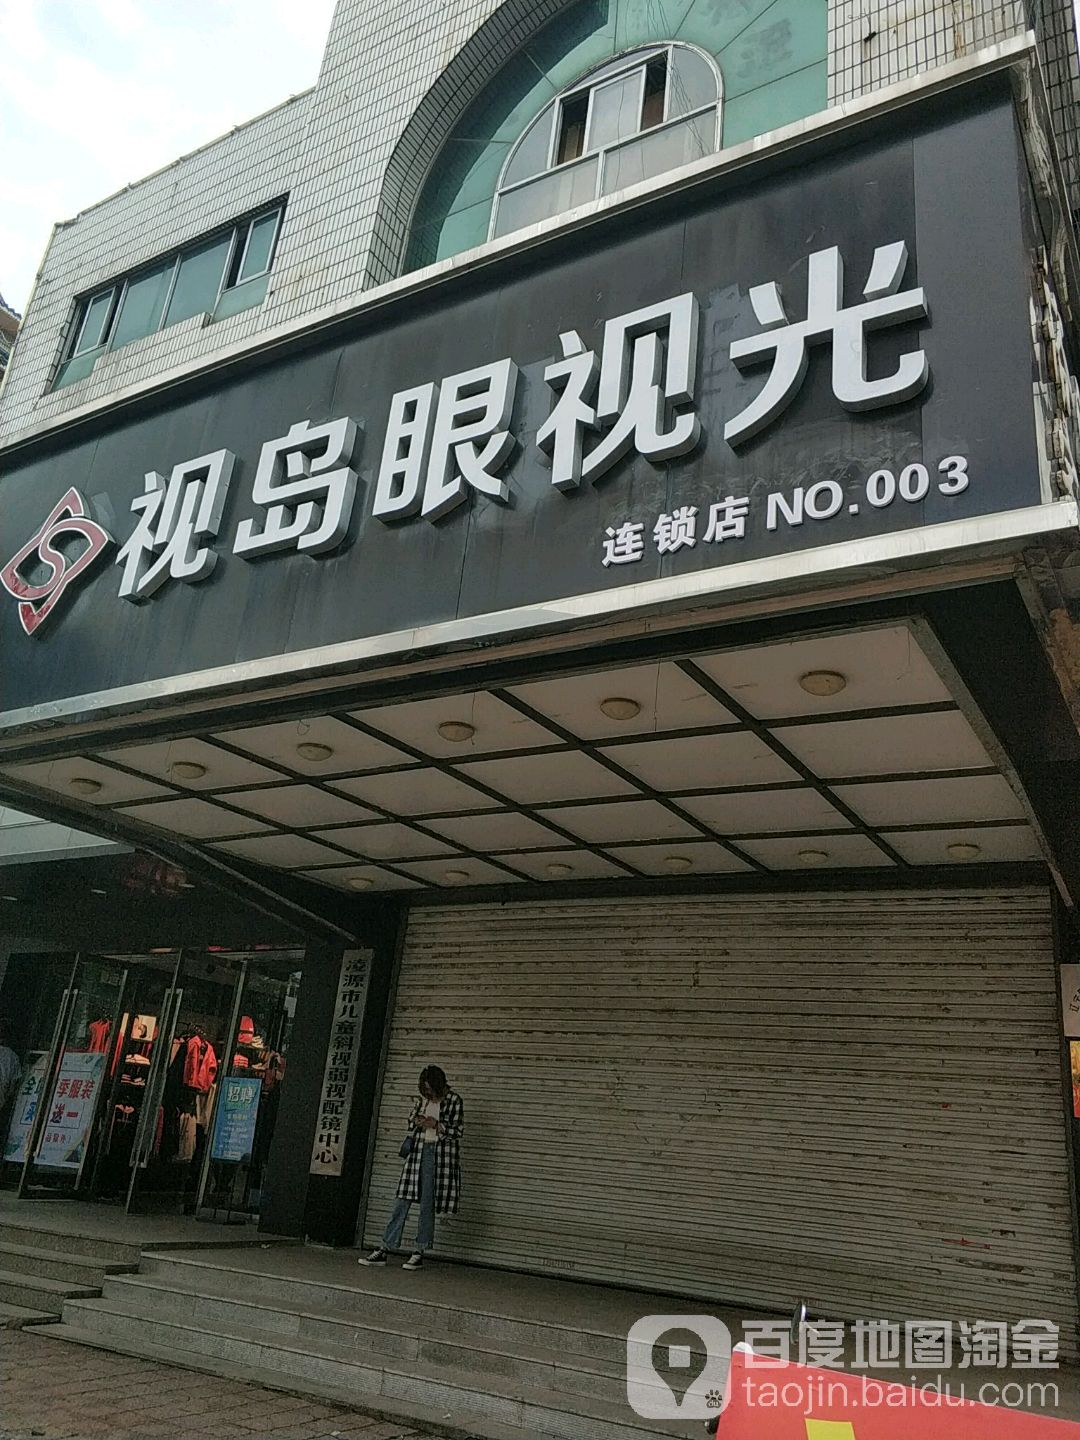 视岛眼视光
连锁店 NO.003
凌源市儿童斜视弱视配镜中心
季服装
送一
招聘
百度地图淘金
taojin.baidu.com